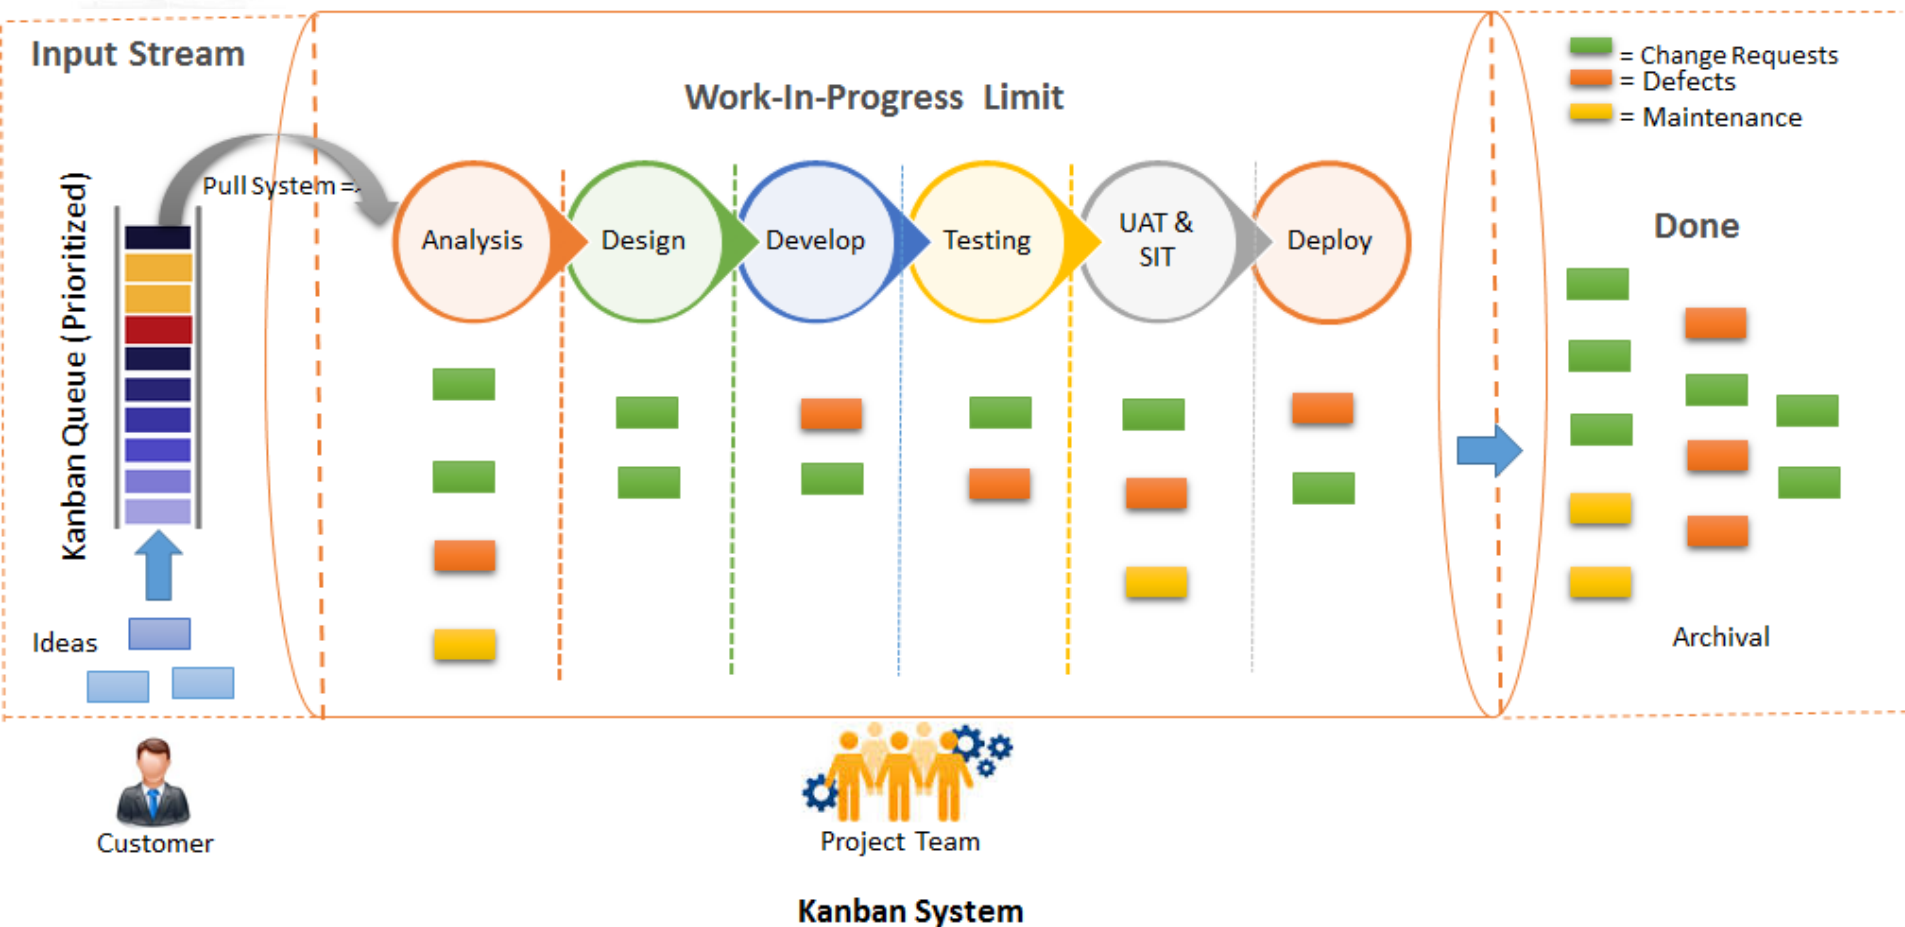 Input Stream
Work-In-Progress Limit
= Change Requests
= Defects
= Maintenance
Kanban Queue (Prioritized)
Pull System =>
Analysis
Design
Develop
Testing
UAT &
SIT
Deploy
Done
Ideas
Archival
Customer
Project Team
Kanban System